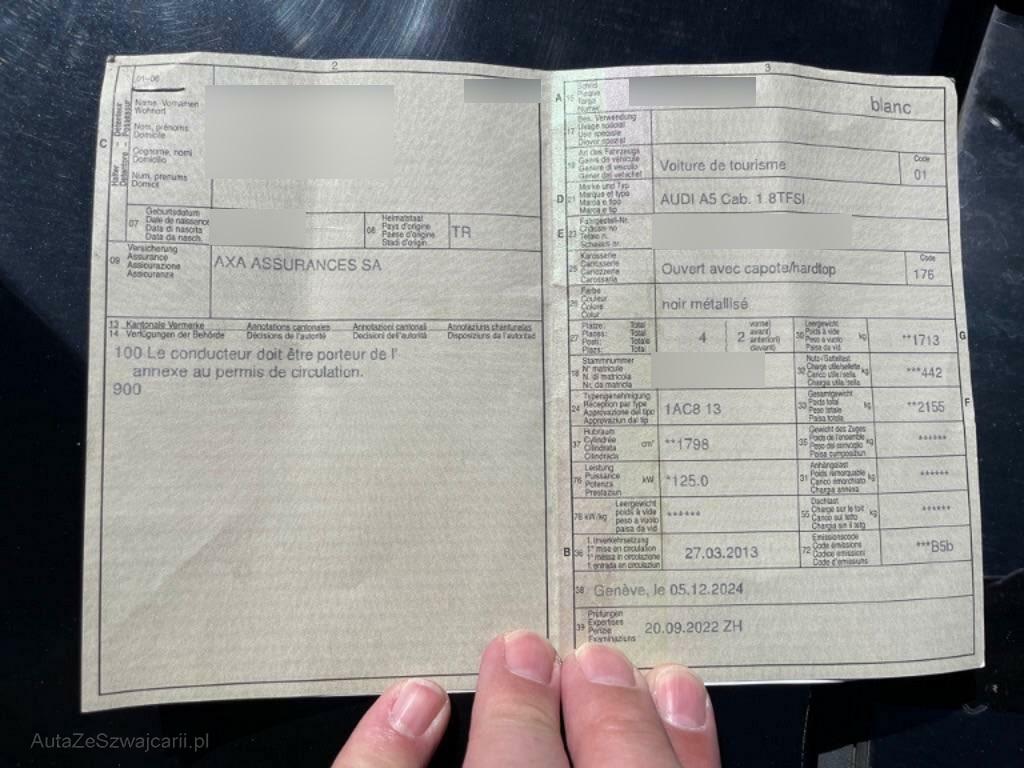 2
01-06
Name, Vornamen
Wohnort
Nom, prénoms
Domicile
Cognome, nomi
Domicilio
Num, prenums
Domicil
C
Halter Détenteur
Detentore Possessur
07
Geburtsdatum
Date de naissance
Data di nascita
Data da nasch.
08
Heimatstaat
Pays d'origine
Paese d'origine
Stadi d'origin.
TR
09
Versicherung
Assurance
Assicurazione
Assicuranza
AXA ASSURANCES SA
13 Kantonale Vermerke Annotations cantonales Annotazioni cantonali Annotaziuns chantunalas
14 Verfügungen der Behörde Décisions de l'autorité Decisioni dell'autorità Disposiziuns da l'autoritad
100 Le conducteur doit être porteur de l'
annexe au permis de circulation.
900
3
A 15
Schild
Plaque
Targa
Numer
blanc
17
Bes. Verwendung
Usage spécial
Uso speciale
Diever spezial
19
Art des Fahrzeugs
Genre de véhicule
Genere di veicolo
Gener dal vehichel
Voiture de tourisme
Code
01
D 21
Marke und Typ
Marque et type
Marca e tipo
Marca e tip
AUDI A5 Cab. 1.8TFSI
E 23
Fahrgestell-Nr.
Châssis no
Telaio n.
Schassis nr.
25
Karosserie
Carrosserie
Carrozzeria
Carossaria
Ouvert avec capote/hardtop
Code
176
26
Farbe
Couleur
Colore
Colur
noir métallisé
27
Plätze: Total
Places: Total
Posti: Totale
Plazs: Total
4
2
vorne)
avant)
anteriori)
davant)
30
Leergewicht
Poids à vide
Peso a vuoto
Paisa da vid
kg
**1713
G
18
Stammnummer
N° matricule
N. di matricola
Nr. da matricla
32
Nutz-/Sattellast
Charge utile/sellette
Carico utile/sella
Chargia utila/sella
kg
***442
24
Typengenehmigung
Réception par type
Approvazione del tipo
Approvaziun dal tip
1AC8 13
33
Gesamtgewicht
Poids total
Peso totale
Paisa totala
kg
**2155
F
37
Hubraum
Cylindrée
Cilindrata
Cilindrada
cm³
**1798
35
Gewicht des Zuges
Poids de l'ensemble
Peso del convoglio
Paisa cumposiziun
kg
******
76
Leistung
Puissance
Potenza
Prestaziun
kW
*125.0
31
Anhängelast
Poids remorquable
Carico rimorchiato
Chargia annexa
kg
******
78 kW/kg
Leergewicht
poids à vide
peso a vuoto
paisa da vid
******
55
Dachlast
Charge sur le toit
Carico sul tetto
Chargia sin il tetg
kg
******
B 36
1. Inverkehrsetzung
1ʳᵉ mise en circulation
1ᵃ messa in circolazione
1. entrada en circulaziun
27.03.2013
72
Emissionscode
Code émissions
Codice emissioni
Code d'emissiuns
***B5b
38
Genève, le 05.12.2024
39
Prüfungen
Expertises
Perizie
Examinaziuns
20.09.2022 ZH
AutaZeSzwajcarii.pl